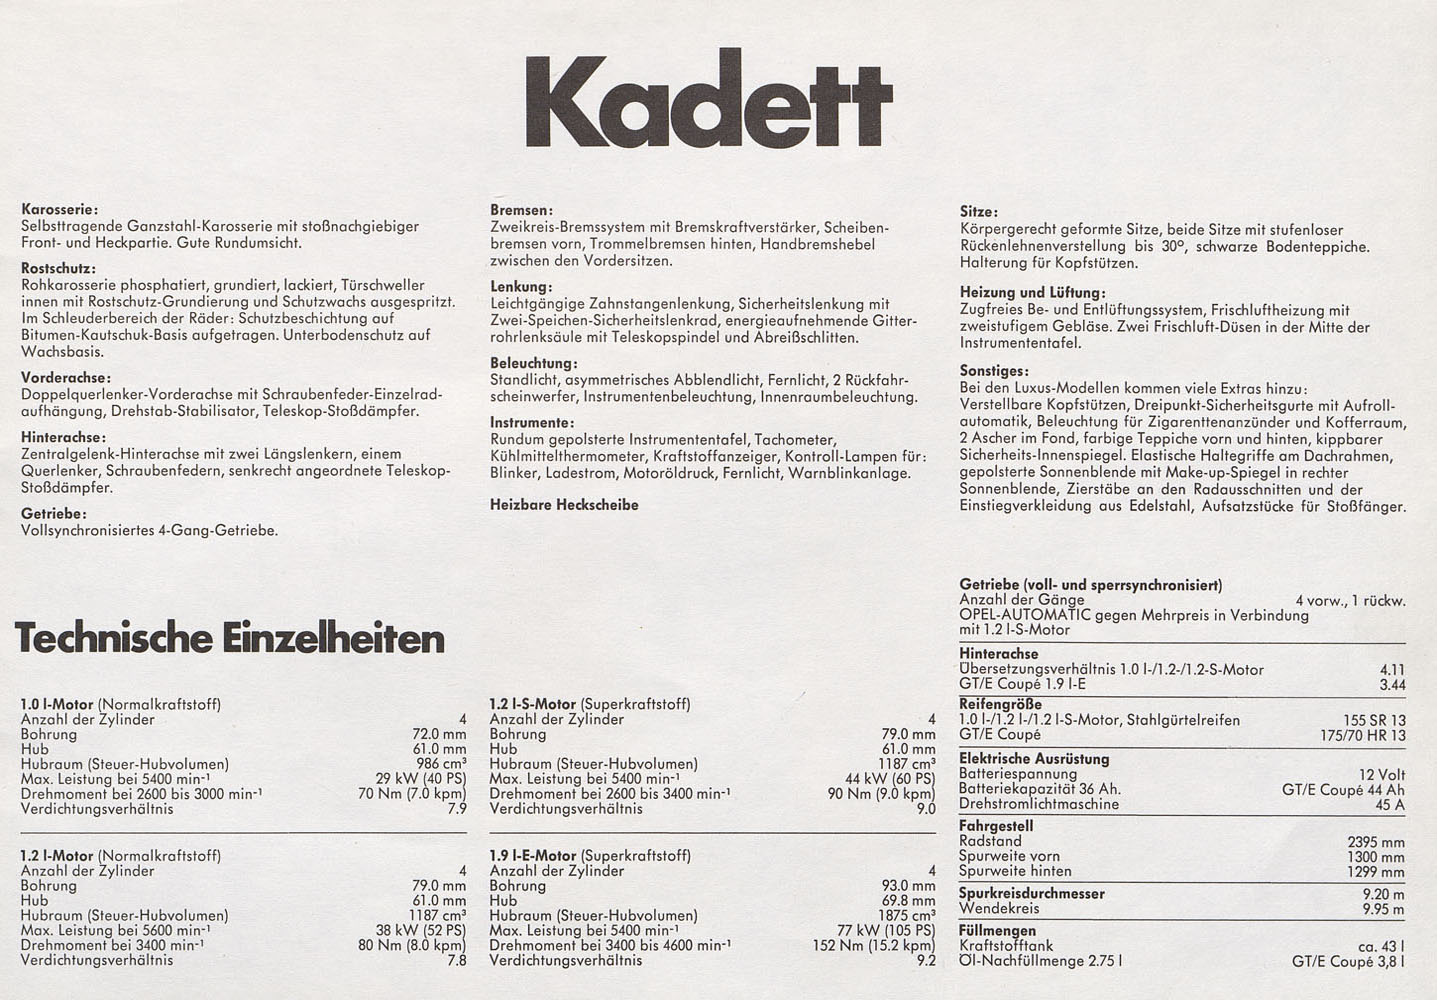 Kadett
Karosserie:
Selbsttragende Ganzstahl-Karosserie mit stoßnachgiebiger
Front- und Heckpartie. Gute Rundumsicht.
Rostschutz:
Rohkarosserie phosphatiert, grundiert, lackiert, Türschweller
innen mit Rostschutz-Grundierung und Schutzwachs ausgespritzt.
Im Schleuderbereich der Räder: Schutzbeschichtung auf
Bitumen-Kautschuk-Basis aufgetragen. Unterbodenschutz auf
Wachsbasis.
Vorderachse:
Doppelquerlenker-Vorderachse mit Schraubenfeder-Einzelrad-
aufhängung, Drehstab-Stabilisator, Teleskop-Stoßdämpfer.
Hinterachse:
Zentralgelenk-Hinterachse mit zwei Längslenkern, einem
Querlenker, Schraubenfedern, senkrecht angeordnete Teleskop-
Stoßdämpfer.
Getriebe:
Vollsynchronisiertes 4-Gang-Getriebe.
Bremsen:
Zweikreis-Bremssystem mit Bremskraftverstärker, Scheiben-
bremsen vorn, Trommelbremsen hinten, Handbremshebel
zwischen den Vordersitzen.
Lenkung:
Leichtgängige Zahnstangenlenkung, Sicherheitslenkung mit
Zwei-Speichen-Sicherheitslenkrad, energieaufnehmende Gitter-
rohrlenksäule mit Teleskopspindel und Abreißschlitten.
Beleuchtung:
Standlicht, asymmetrisches Abblendlicht, Fernlicht, 2 Rückfahr-
scheinwerfer, Instrumentenbeleuchtung, Innenraumbeleuchtung.
Instrumente:
Rundum gepolsterte Instrumententafel, Tachometer,
Kühlmittelthermometer, Kraftstoffanzeiger, Kontroll-Lampen für:
Blinker, Ladestrom, Motoröldruck, Fernlicht, Warnblinkanlage.
Heizbare Heckscheibe
Sitze:
Körpergerecht geformte Sitze, beide Sitze mit stufenloser
Rückenlehnenverstellung bis 30°, schwarze Bodenteppiche.
Halterung für Kopfstützen.
Heizung und Lüftung:
Zugfreies Be- und Entlüftungssystem, Frischluftheizung mit
zweistufigem Gebläse. Zwei Frischluft-Düsen in der Mitte der
Instrumententafel.
Sonstiges:
Bei den Luxus-Modellen kommen viele Extras hinzu:
Verstellbare Kopfstützen, Dreipunkt-Sicherheitsgurte mit Aufroll-
automatik, Beleuchtung für Zigarettenanzünder und Kofferraum,
2 Ascher im Fond, farbige Teppiche vorn und hinten, kippbarer
Sicherheits-Innenspiegel. Elastische Haltegriffe am Dachrahmen,
gepolsterte Sonnenblende mit Make-up-Spiegel in rechter
Sonnenblende, Zierstäbe an den Radausschnitten und der
Einstiegverkleidung aus Edelstahl, Aufsatzstücke für Stoßfänger.
Technische Einzelheiten
1.0 l-Motor (Normalkraftstoff)
Anzahl der Zylinder 4
Bohrung 72.0 mm
Hub 61.0 mm
Hubraum (Steuer-Hubvolumen) 986 cm³
Max. Leistung bei 5400 min⁻¹ 29 kW (40 PS)
Drehmoment bei 2600 bis 3000 min⁻¹ 70 Nm (7.0 kpm)
Verdichtungsverhältnis 7.9
1.2 l-Motor (Normalkraftstoff)
Anzahl der Zylinder 4
Bohrung 79.0 mm
Hub 61.0 mm
Hubraum (Steuer-Hubvolumen) 1187 cm³
Max. Leistung bei 5600 min⁻¹ 38 kW (52 PS)
Drehmoment bei 3400 min⁻¹ 80 Nm (8.0 kpm)
Verdichtungsverhältnis 7.8
1.2 l-S-Motor (Superkraftstoff)
Anzahl der Zylinder 4
Bohrung 79.0 mm
Hub 61.0 mm
Hubraum (Steuer-Hubvolumen) 1187 cm³
Max. Leistung bei 5400 min⁻¹ 44 kW (60 PS)
Drehmoment bei 2600 bis 3400 min⁻¹ 90 Nm (9.0 kpm)
Verdichtungsverhältnis 9.0
1.9 l-E-Motor (Superkraftstoff)
Anzahl der Zylinder 4
Bohrung 93.0 mm
Hub 69.8 mm
Hubraum (Steuer-Hubvolumen) 1875 cm³
Max. Leistung bei 5400 min⁻¹ 77 kW (105 PS)
Drehmoment bei 3400 bis 4600 min⁻¹ 152 Nm (15.2 kpm)
Verdichtungsverhältnis 9.2
Getriebe (voll- und sperrsynchronisiert)
Anzahl der Gänge 4 vorw., 1 rückw.
OPEL-AUTOMATIC gegen Mehrpreis in Verbindung
mit 1.2 l-S-Motor
Hinterachse
Übersetzungsverhältnis 1.0 l-/1.2-/1.2-S-Motor 4.11
GT/E Coupé 1.9 l-E 3.44
Reifengröße
1.0 l-/1.2 l-/1.2 l-S-Motor, Stahlgürtelreifen 155 SR 13
GT/E Coupé 175/70 HR 13
Elektrische Ausrüstung
Batteriespannung 12 Volt
Batteriekapazität 36 Ah. GT/E Coupé 44 Ah
Drehstromlichtmaschine 45 A
Fahrgestell
Radstand 2395 mm
Spurweite vorn 1300 mm
Spurweite hinten 1299 mm
Spurkreisdurchmesser 9.20 m
Wendekreis 9.95 m
Füllmengen
Kraftstofftank ca. 43 l
Öl-Nachfüllmenge 2.75 l GT/E Coupé 3,8 l